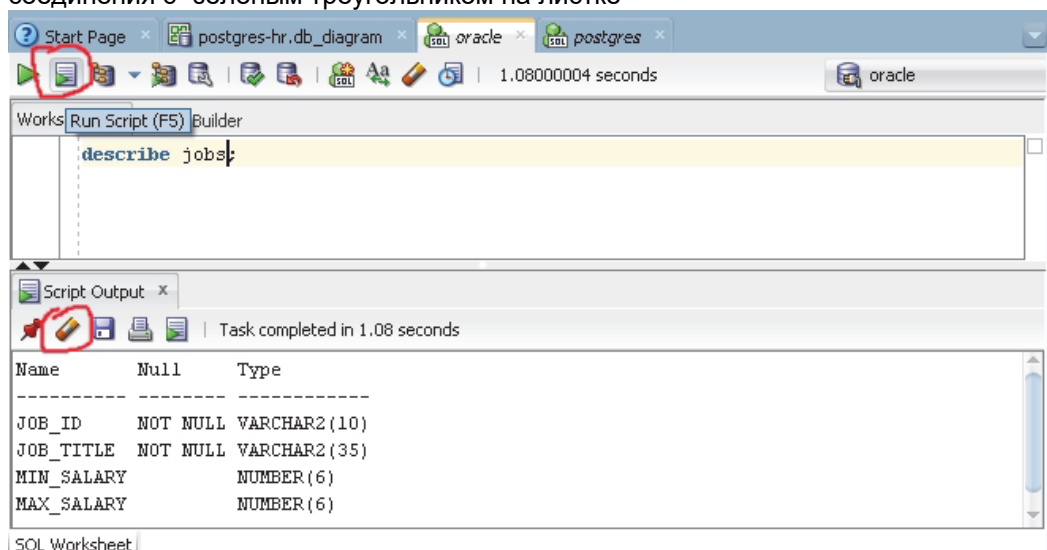 соединения с зеленым треугольником на листке
Start Page postgres-hr.db_diagram oracle postgres
1.08000004 seconds oracle
Works Run Script (F5) Builder
describe jobs;
Script Output x
Task completed in 1.08 seconds
Name Null Type
---------- -------- ------------
JOB_ID NOT NULL VARCHAR2(10)
JOB_TITLE NOT NULL VARCHAR2(35)
MIN_SALARY NUMBER(6)
MAX_SALARY NUMBER(6)
SQL Worksheet